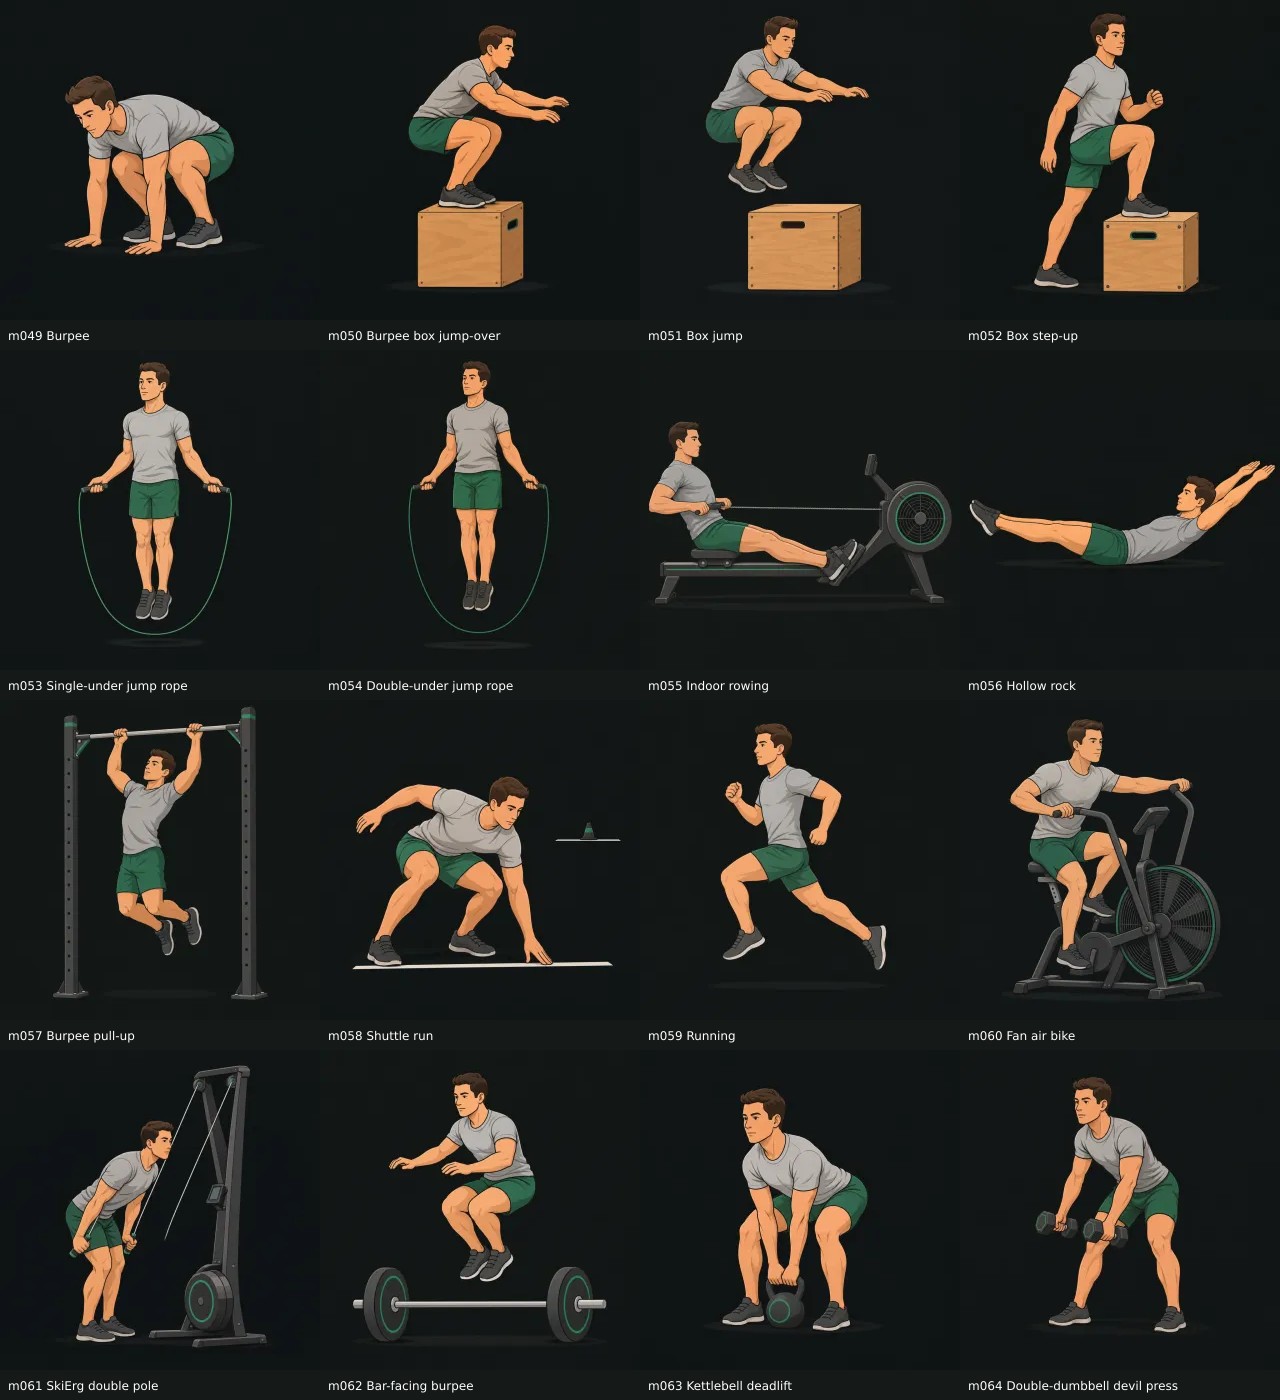 m049 Burpee
m050 Burpee box jump-over
m051 Box jump
m052 Box step-up
m053 Single-under jump rope
m054 Double-under jump rope
m055 Indoor rowing
m056 Hollow rock
m057 Burpee pull-up
m058 Shuttle run
m059 Running
m060 Fan air bike
m061 SkiErg double pole
m062 Bar-facing burpee
m063 Kettlebell deadlift
m064 Double-dumbbell devil press